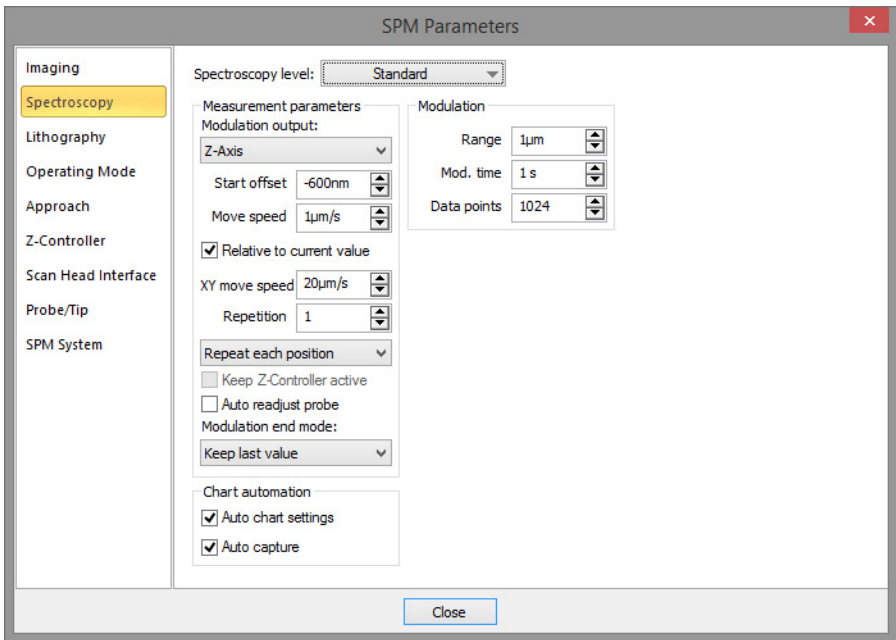 SPM Parameters
Imaging
Spectroscopy
Lithography
Operating Mode
Approach
Z-Controller
Scan Head Interface
Probe/Tip
SPM System
Spectroscopy level: Standard
Measurement parameters
Modulation output:
Z-Axis
Start offset -600nm
Move speed 1µm/s
Relative to current value
XY move speed 20µm/s
Repetition 1
Repeat each position
Keep Z-Controller active
Auto readjust probe
Modulation end mode:
Keep last value
Chart automation
Auto chart settings
Auto capture
Modulation
Range 1µm
Mod. time 1 s
Data points 1024
Close